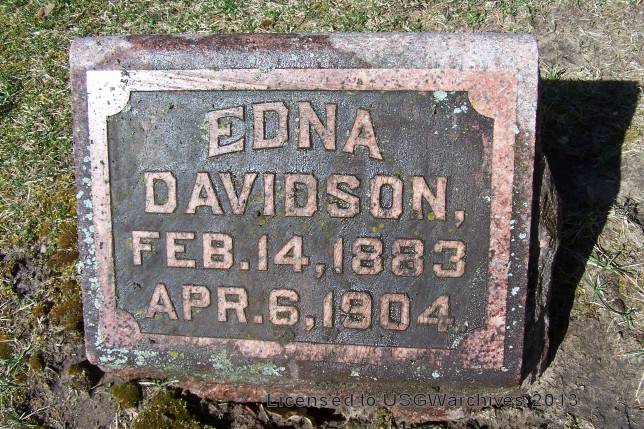 EDNA
DAVIDSON,
FEB. 14, 1883
APR. 6, 1904.
Licensed to USGWarchives 2013